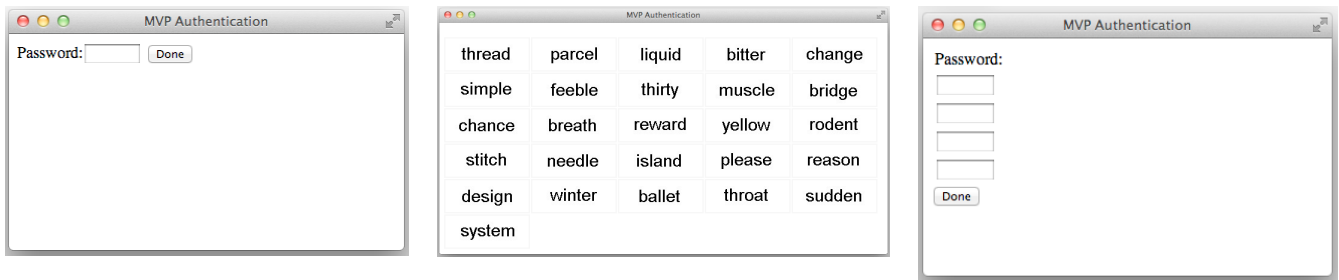 MVP Authentication
Password: Done
MVP Authentication
thread parcel liquid bitter change
simple feeble thirty muscle bridge
chance breath reward yellow rodent
stitch needle island please reason
design winter ballet throat sudden
system
MVP Authentication
Password:
Done